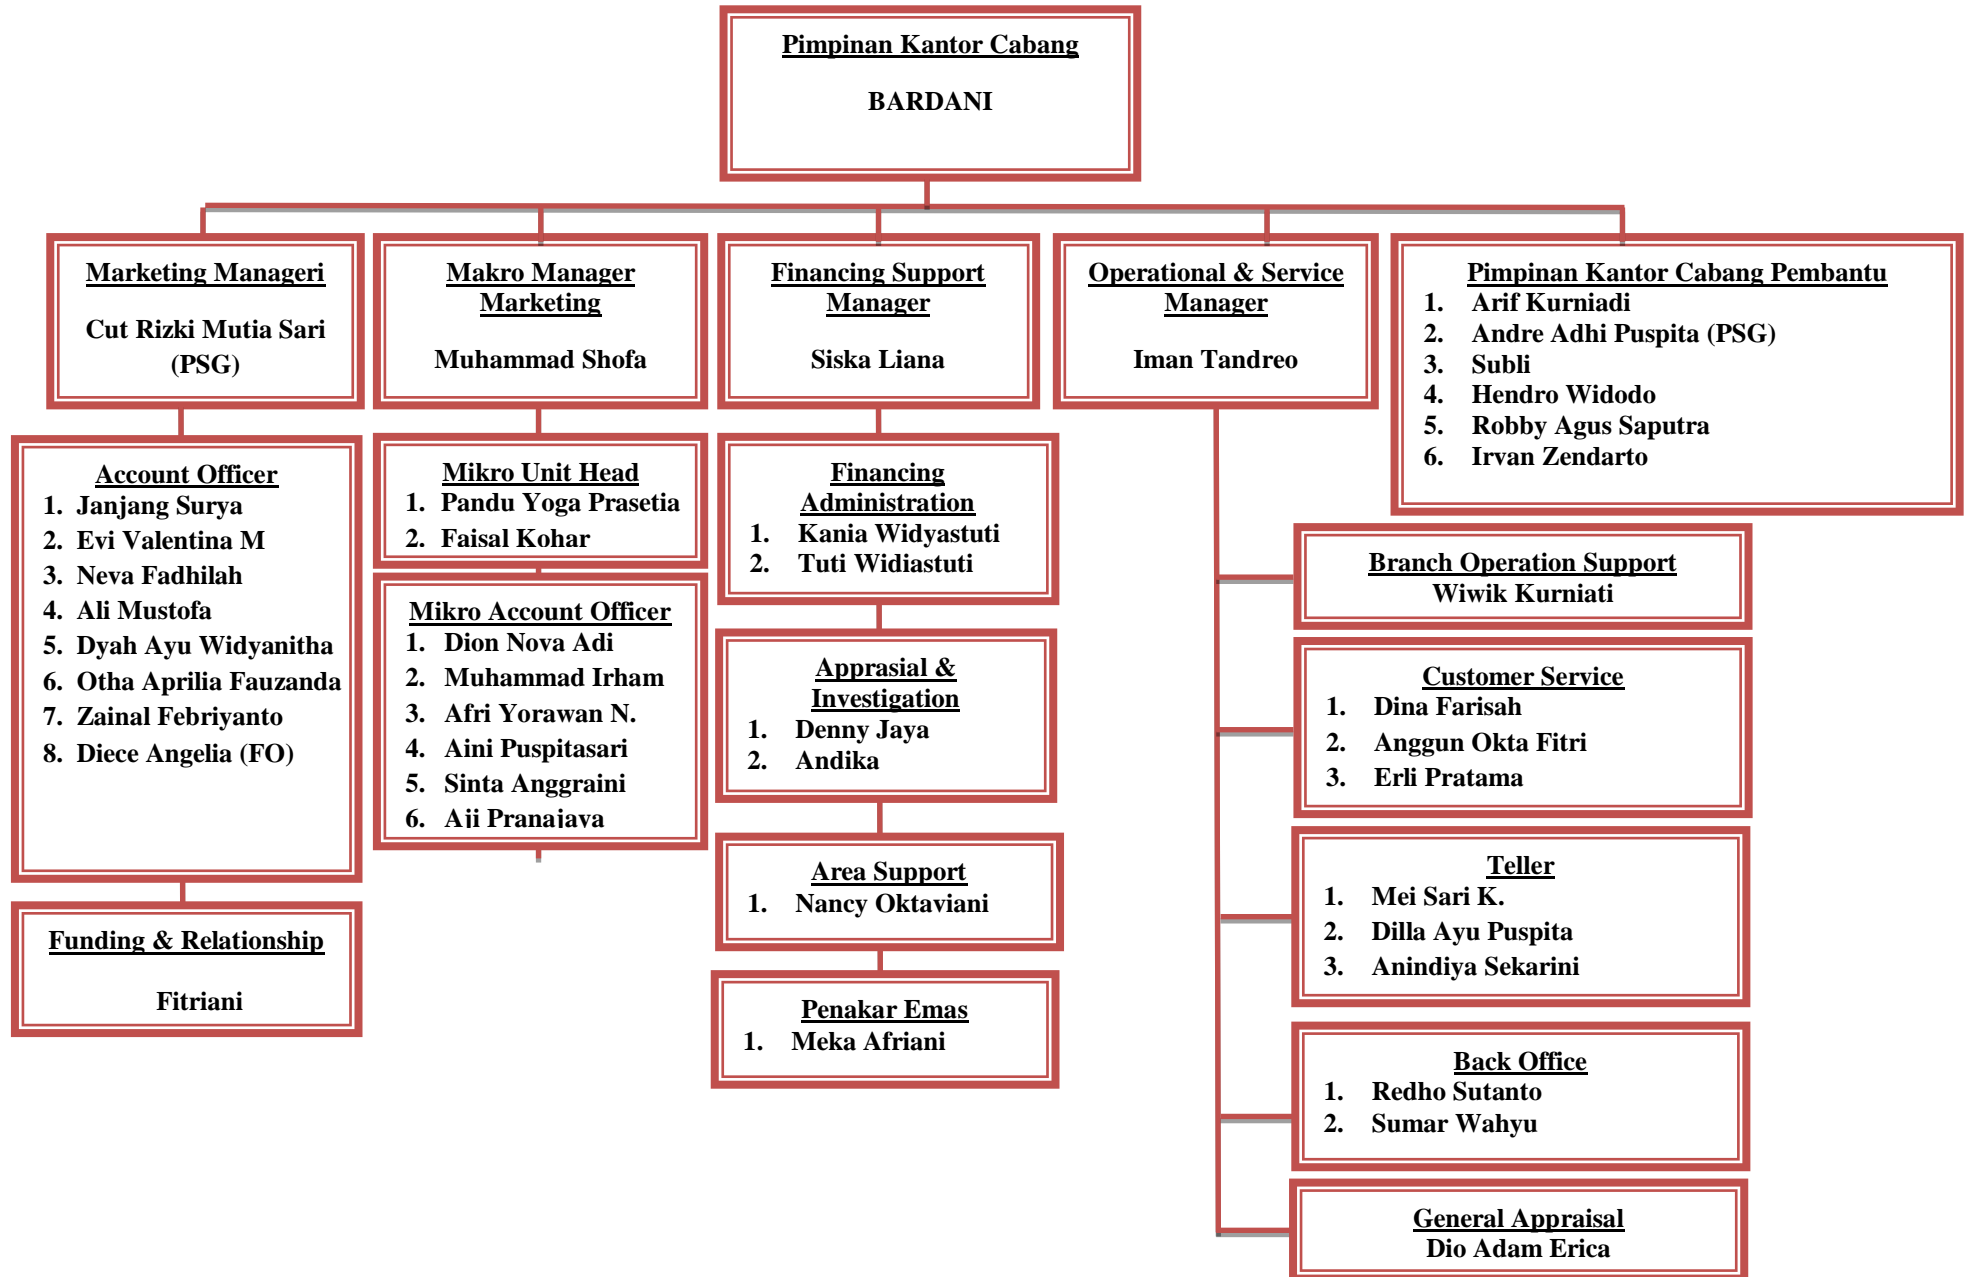 Pimpinan Kantor Cabang
BARDANI
Marketing Manageri
Cut Rizki Mutia Sari
(PSG)
Makro Manager
Marketing
Muhammad Shofa
Financing Support
Manager
Siska Liana
Operational & Service
Manager
Iman Tandreo
Pimpinan Kantor Cabang Pembantu
1. Arif Kurniadi
2. Andre Adhi Puspita (PSG)
3. Subli
4. Hendro Widodo
5. Robby Agus Saputra
6. Irvan Zendarto
Account Officer
1. Janjang Surya
2. Evi Valentina M
3. Neva Fadhilah
4. Ali Mustofa
5. Dyah Ayu Widyanitha
6. Otha Aprilia Fauzanda
7. Zainal Febriyanto
8. Diece Angelia (FO)
Funding & Relationship
Fitriani
Mikro Unit Head
1. Pandu Yoga Prasetia
2. Faisal Kohar
Mikro Account Officer
1. Dion Nova Adi
2. Muhammad Irham
3. Afri Yorawan N.
4. Aini Puspitasari
5. Sinta Anggraini
6. Aji Pranajaya
Financing
Administration
1. Kania Widyastuti
2. Tuti Widiastuti
Apprasial &
Investigation
1. Denny Jaya
2. Andika
Area Support
1. Nancy Oktaviani
Penakar Emas
1. Meka Afriani
Branch Operation Support
Wiwik Kurniati
Customer Service
1. Dina Farisah
2. Anggun Okta Fitri
3. Erli Pratama
Teller
1. Mei Sari K.
2. Dilla Ayu Puspita
3. Anindiya Sekarini
Back Office
1. Redho Sutanto
2. Sumar Wahyu
General Appraisal
Dio Adam Erica